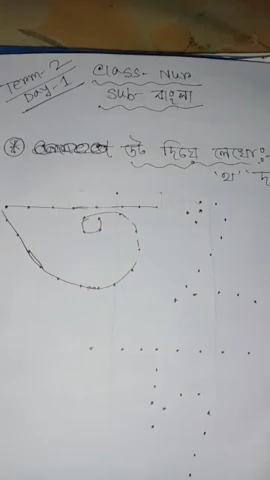 Term-2
Day-1
Class- Nur
Sub বাংলা
ডট দিয়ে লেখো:-
"থ" দ